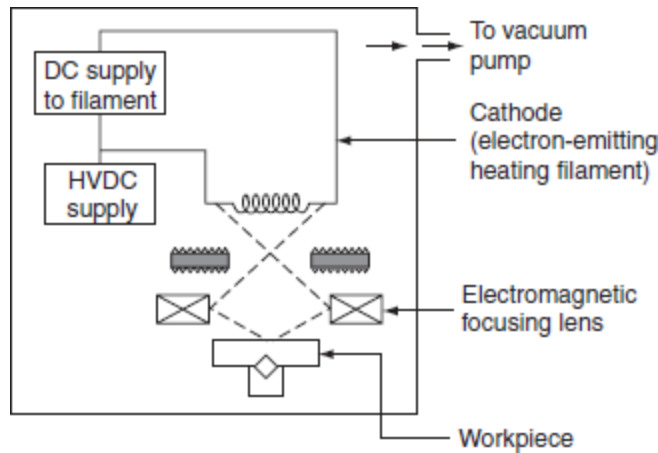 To vacuum
pump
DC supply
to filament
Cathode
(electron-emitting
heating filament)
HVDC
supply
Electromagnetic
focusing lens
Workpiece